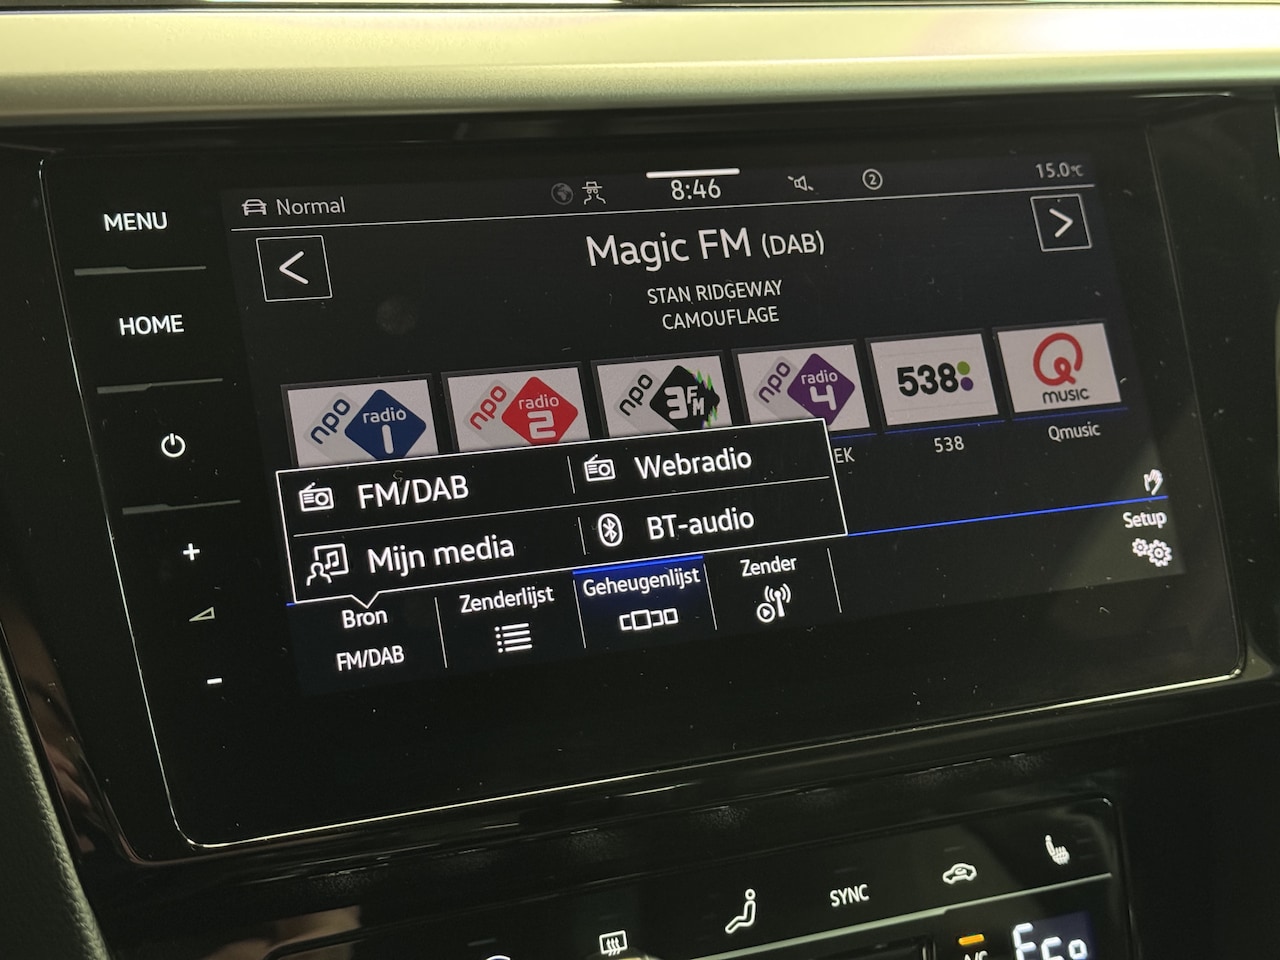 MENU
HOME
Normal
8:46
2
15.0°C
Magic FM (DAB)
STAN RIDGEWAY
CAMOUFLAGE
npo radio 1
npo radio 2
npo 3FM
npo radio 4
538
Q MUSIC
EK
538
Qmusic
FM/DAB
Webradio
Mijn media
BT-audio
Bron
FM/DAB
Zenderlijst
Geheugenlijst
Zender
Setup
+
-
SYNC
A/C